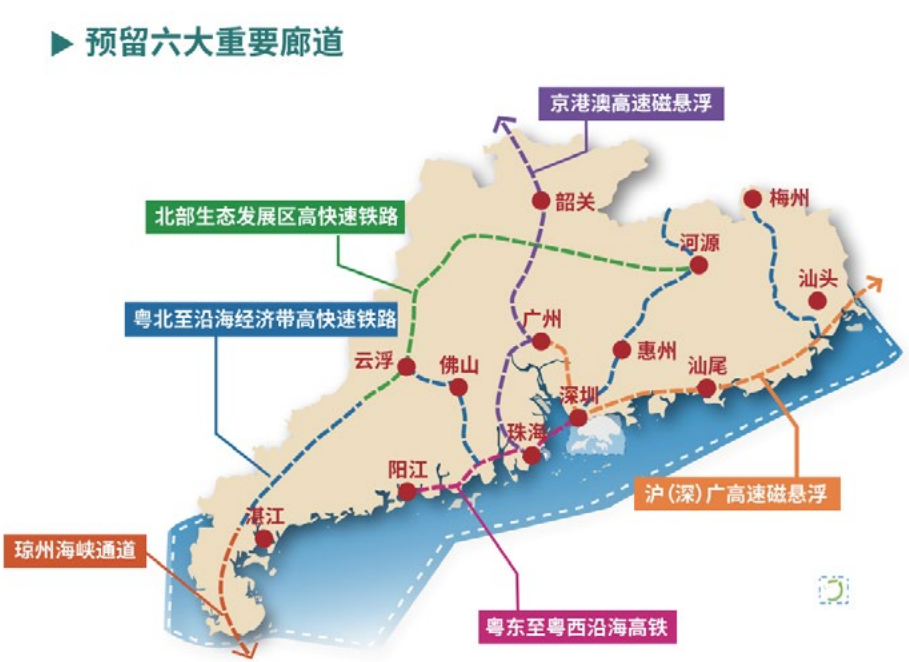 预留六大重要廊道
京港澳高速磁悬浮
韶关
梅州
北部生态发展区高快速铁路
河源
汕头
粤北至沿海经济带高快速铁路
广州
惠州
云浮
佛山
汕尾
深圳
珠海
阳江
沪(深)广高速磁悬浮
湛江
琼州海峡通道
粤东至粤西沿海高铁